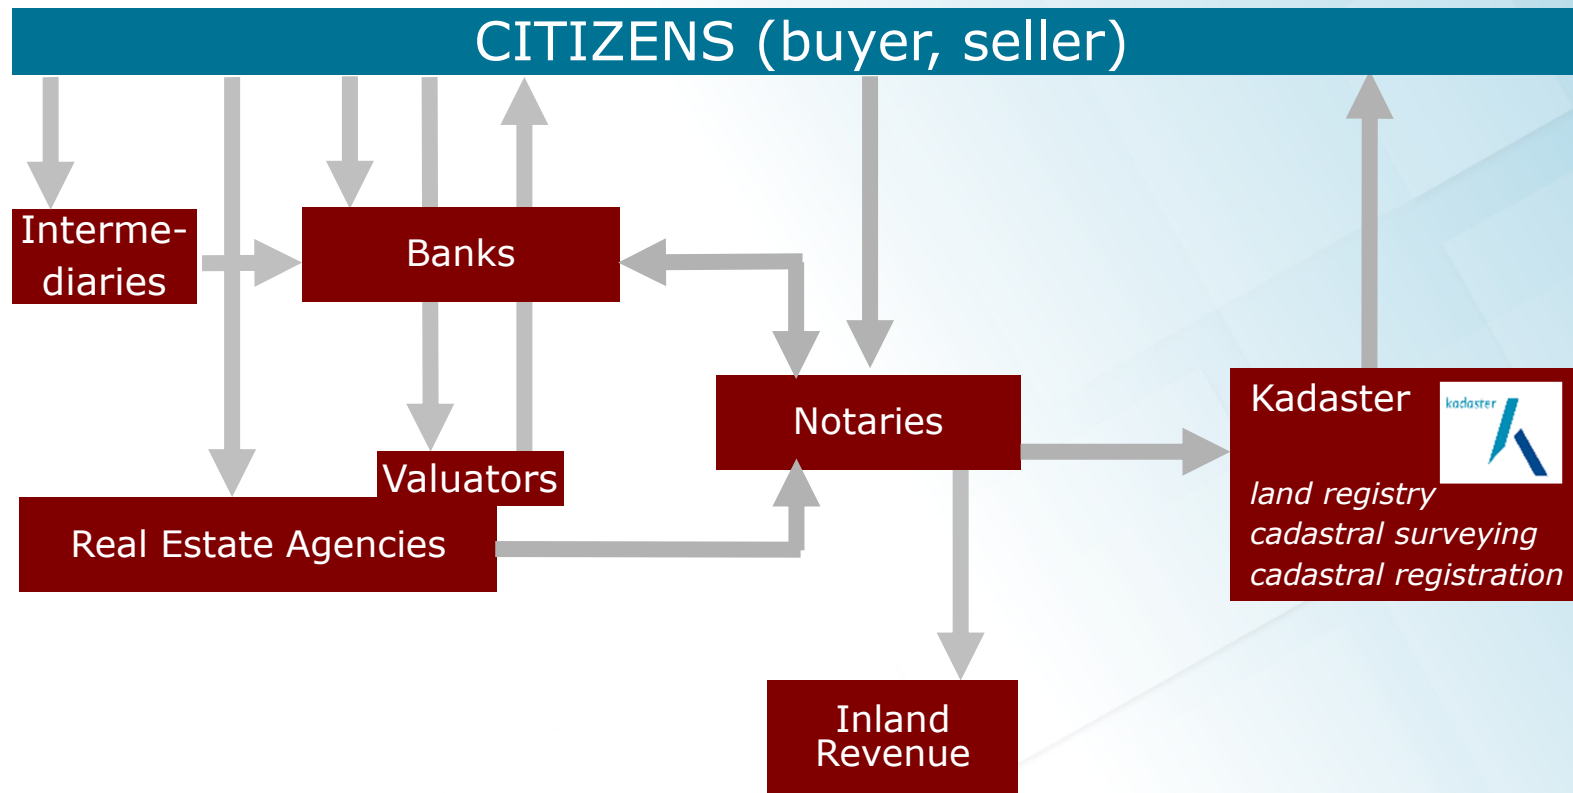 CITIZENS (buyer, seller)
Interme-
diaries
Banks
Notaries
Kadaster
kadaster
land registry
cadastral surveying
cadastral registration
Valuators
Real Estate Agencies
Inland
Revenue